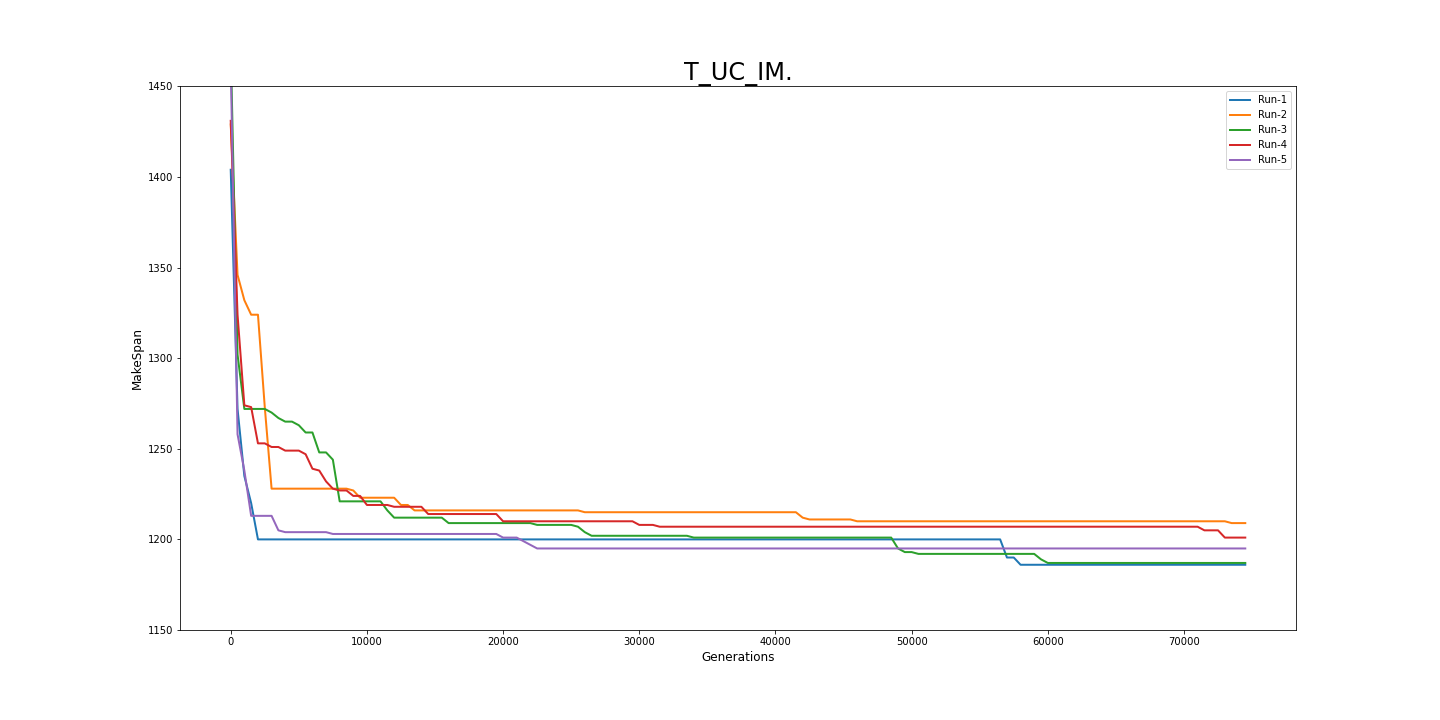 T_UC_IM.
1450
1400
1350
1300
1250
1200
1150
MakeSpan
Run-1
Run-2
Run-3
Run-4
Run-5
0 10000 20000 30000 40000 50000 60000 70000
Generations